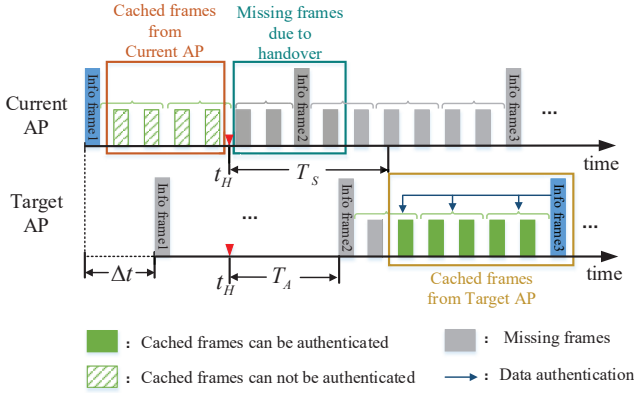 Cached frames
from
Current AP
Missing frames
due to
handover
Current
AP
Info frame1
Info frame2
Info frame3
...
time
t_H
T_S
Target
AP
Info frame1
...
Info frame2
Info frame3
...
time
Δt
t_H
T_A
Cached frames
from Target AP
: Cached frames can be authenticated
: Missing frames
: Cached frames can not be authenticated
: Data authentication